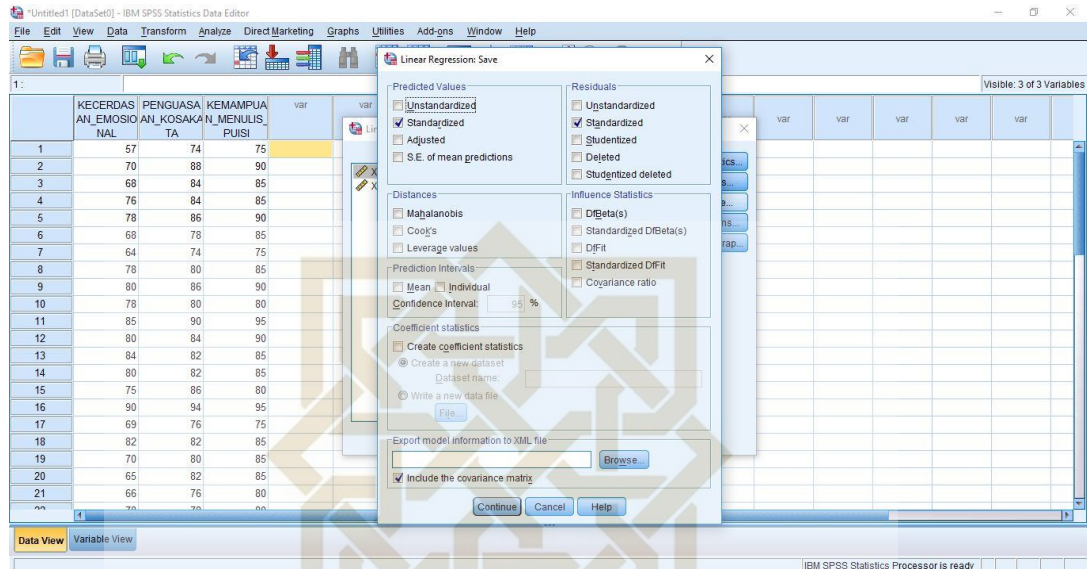 *Untitled1 [DataSet0] - IBM SPSS Statistics Data Editor
File Edit View Data Transform Analyze Direct Marketing Graphs Utilities Add-ons Window Help
1 :
Visible: 3 of 3 Variables
KECERDASAN_EMOSIONAL PENGUASAAN_KOSAKATA KEMAMPUAN_MENULIS_PUISI var var var var var var var
1 57 74 75
2 70 88 90
3 68 84 85
4 76 84 85
5 78 86 90
6 68 78 85
7 64 74 75
8 78 80 85
9 80 86 90
10 78 80 80
11 85 90 95
12 80 84 90
13 84 82 85
14 80 82 85
15 75 86 80
16 90 94 95
17 69 76 75
18 82 82 85
19 70 80 85
20 65 82 85
21 66 76 80
Linear Regression: Save
Predicted Values
Unstandardized
Standardized
Adjusted
S.E. of mean predictions
Residuals
Unstandardized
Standardized
Studentized
Deleted
Studentized deleted
Distances
Mahalanobis
Cook's
Leverage values
Influence Statistics
DfBeta(s)
Standardized DfBeta(s)
DfFit
Standardized DfFit
Covariance ratio
Prediction Intervals
Mean Individual
Confidence Interval: 95 %
Coefficient statistics
Create coefficient statistics
Create a new dataset
Dataset name:
Write a new data file
File...
Export model information to XML file
Browse...
Include the covariance matrix
Continue Cancel Help
Data View Variable View
IBM SPSS Statistics Processor is ready